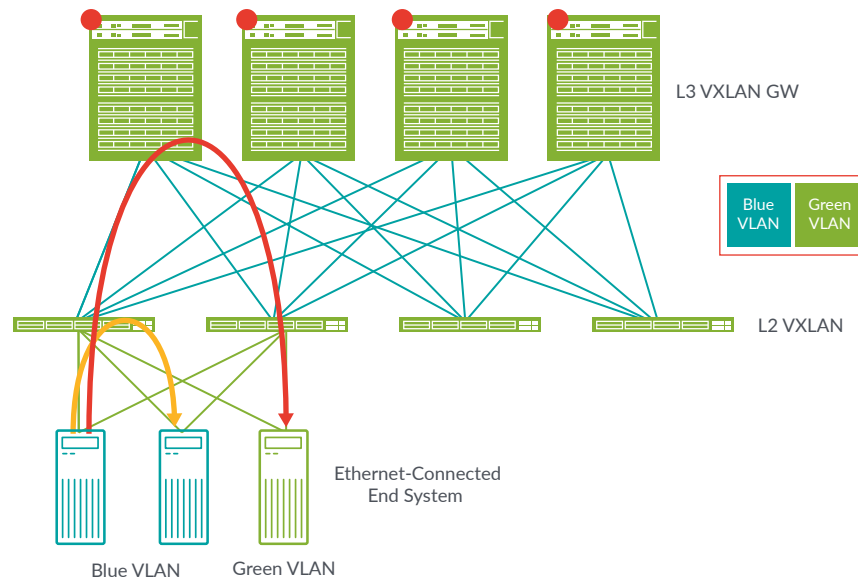 L3 VXLAN GW
Blue
VLAN
Green
VLAN
L2 VXLAN
Ethernet-Connected
End System
Blue VLAN
Green VLAN